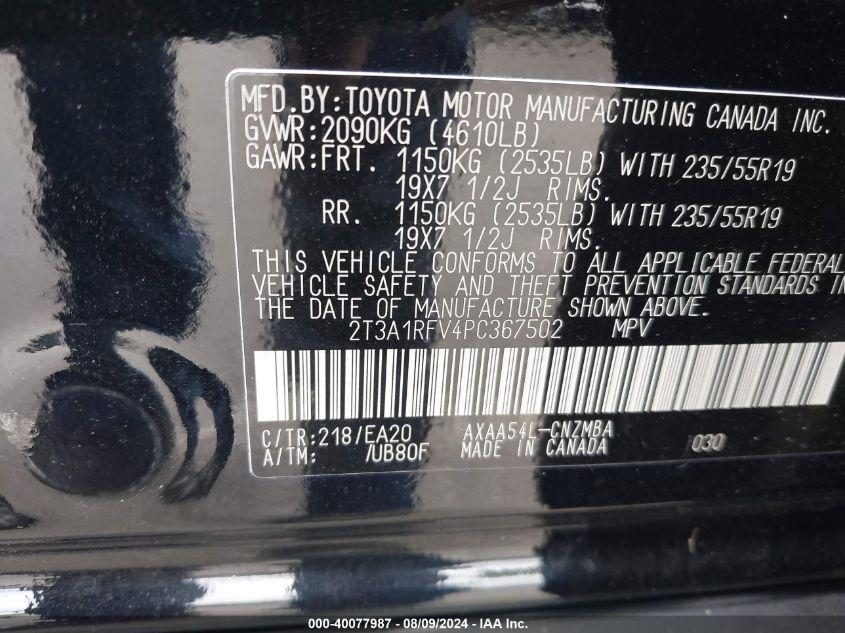 MFD.BY:TOYOTA MOTOR MANUFACTURING CANADA INC.
GVWR:2090KG (4610LB)
GAWR:FRT. 1150KG (2535LB) WITH 235/55R19
19X7 1/2J RIMS.
RR. 1150KG (2535LB) WITH 235/55R19
19X7 1/2J RIMS.
THIS VEHICLE CONFORMS TO ALL APPLICABLE FEDERAL
VEHICLE SAFETY AND THEFT PREVENTION STANDARDS IN
THE DATE OF MANUFACTURE SHOWN ABOVE.
2T3A1RFV4PC367502 MPV
C/TR:218/EA20 AXAA54L-CNZMBA 030
A/TM: /UB80F MADE IN CANADA
000-40077987 - 08/09/2024 - IAAI.com